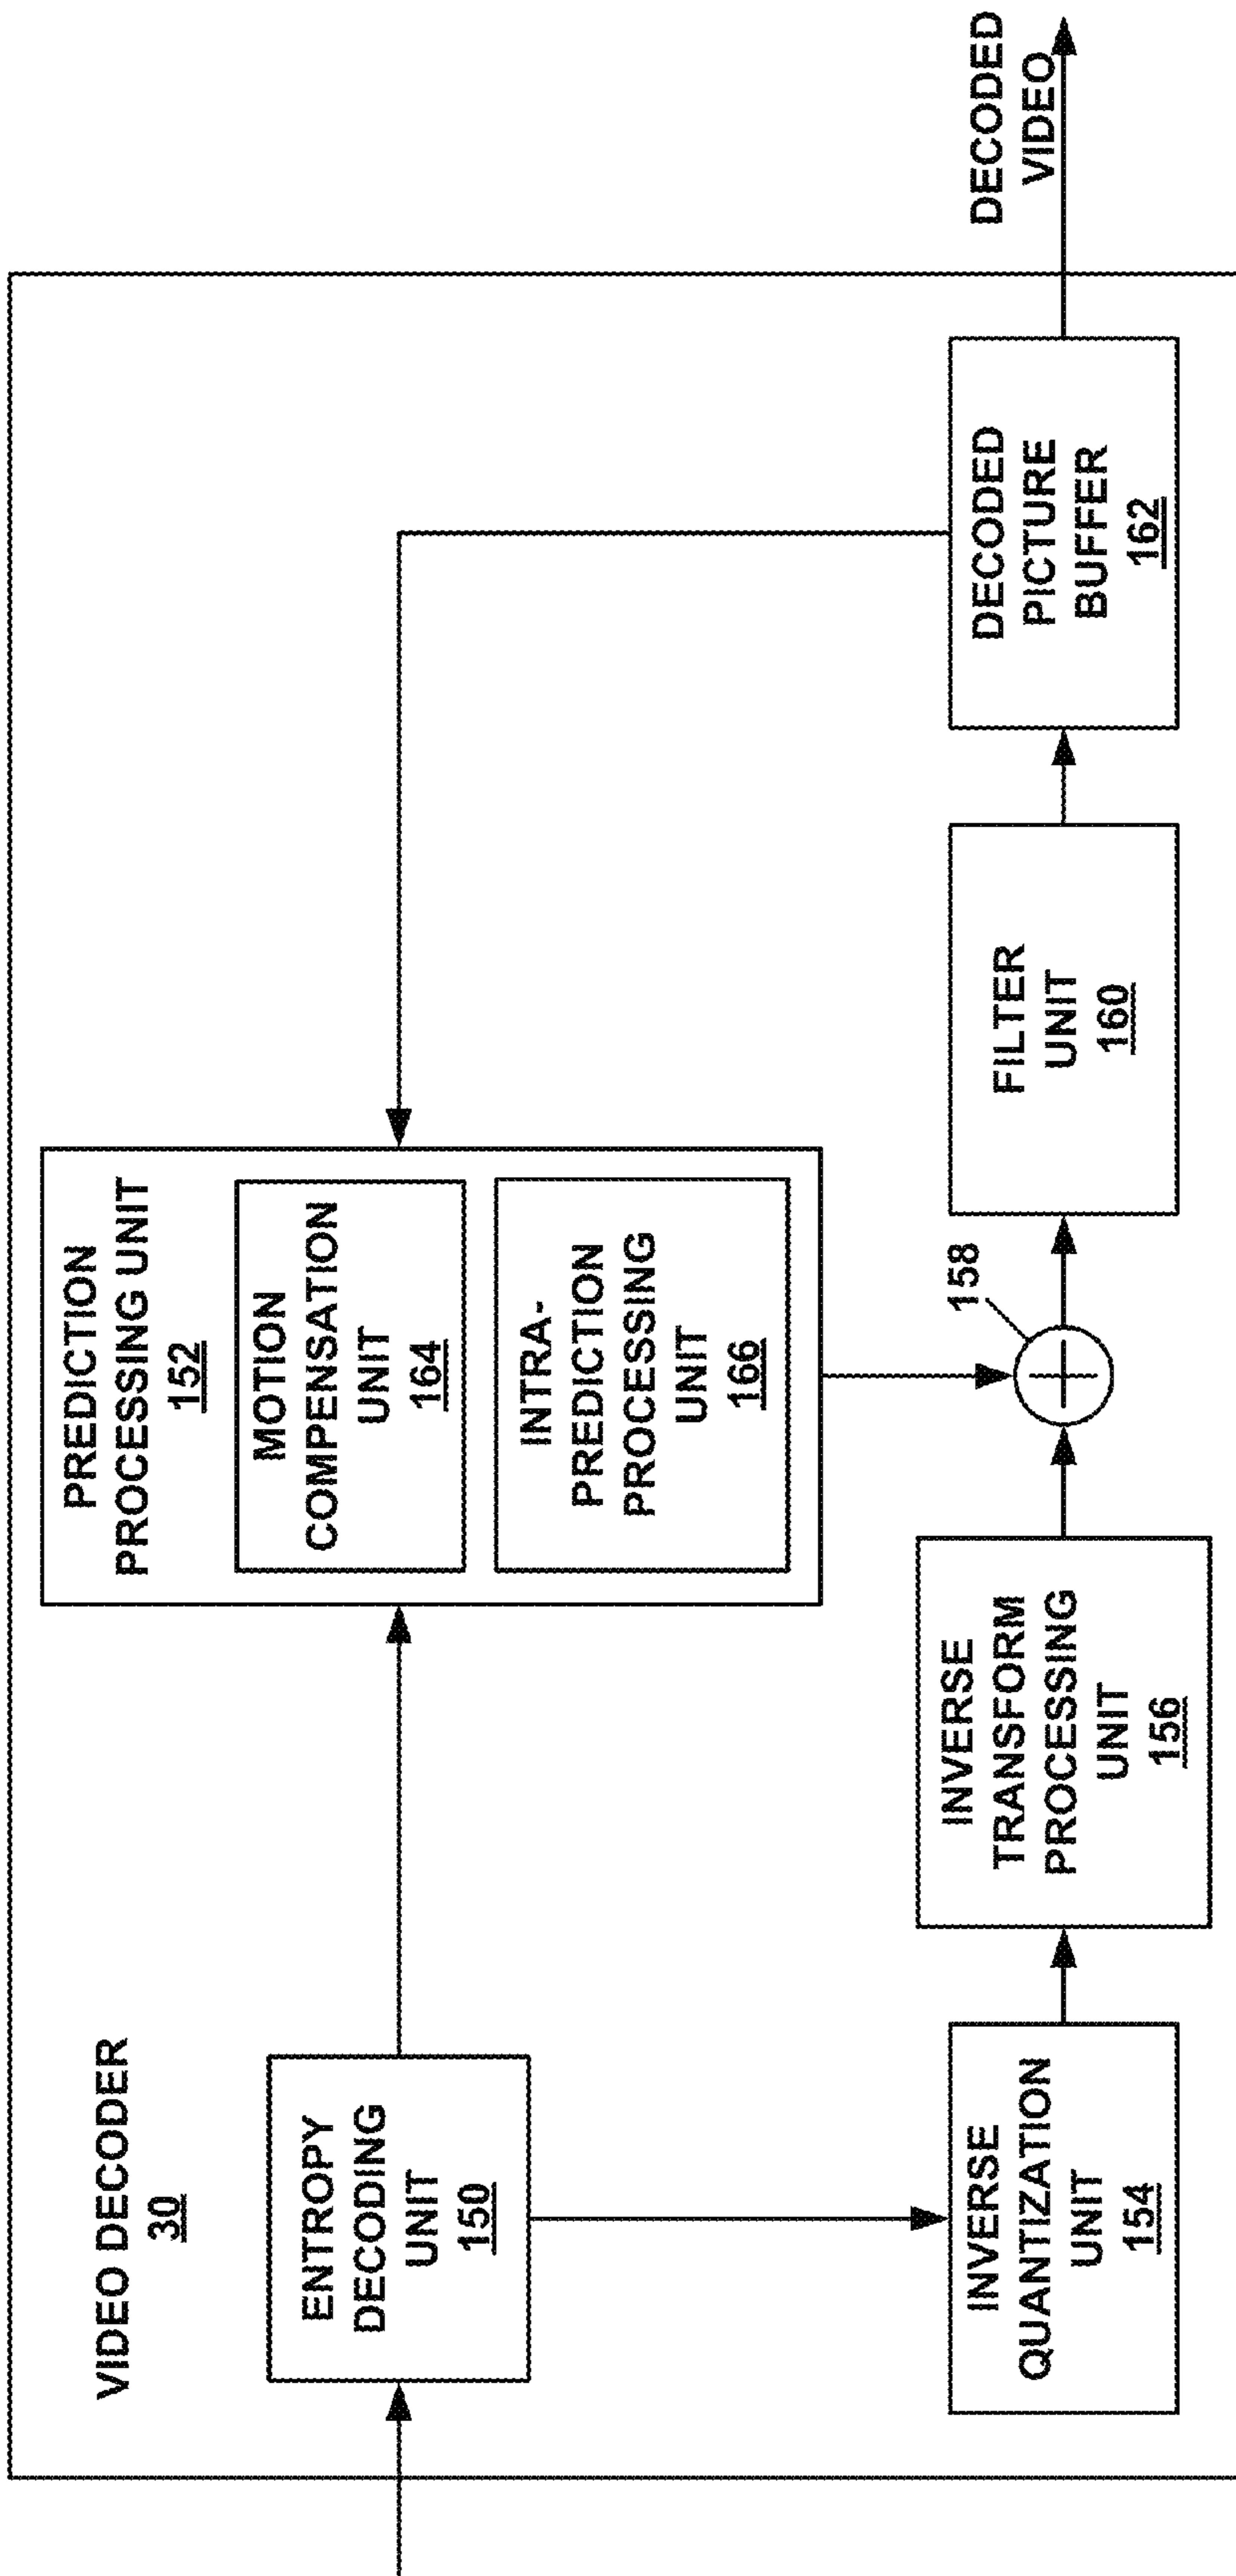 VIDEO DECODER
30
ENTROPY
DECODING
UNIT
150
PREDICTION
PROCESSING UNIT
152
MOTION
COMPENSATION
UNIT
164
INTRA-
PREDICTION
PROCESSING
UNIT
166
INVERSE
QUANTIZATION
UNIT
154
INVERSE
TRANSFORM
PROCESSING
UNIT
156
158
FILTER
UNIT
160
DECODED
PICTURE
BUFFER
162
DECODED
VIDEO